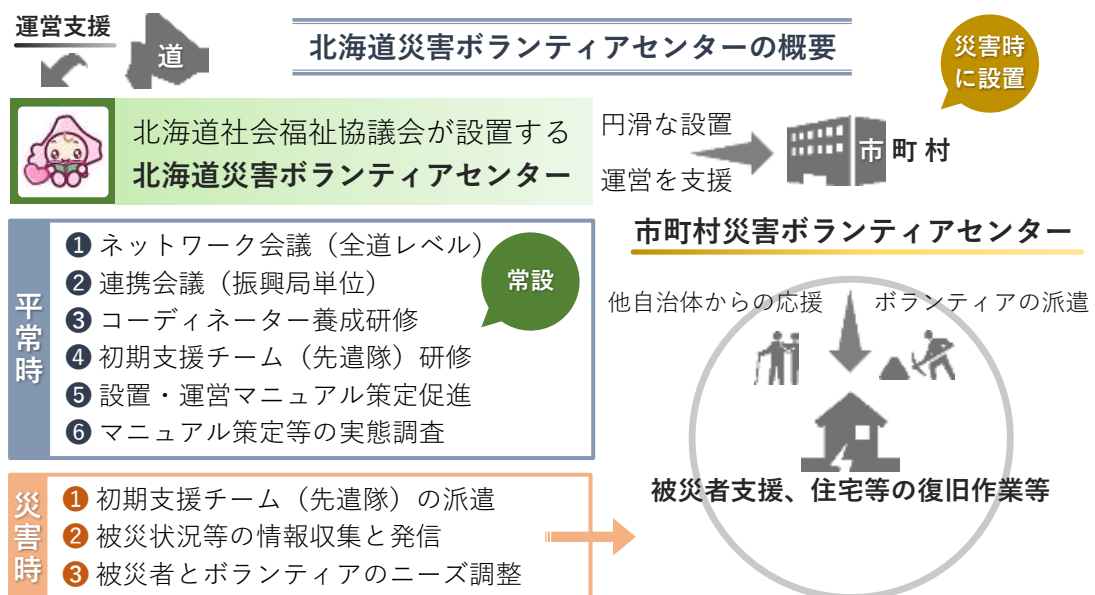 運営支援
道
北海道災害ボランティアセンターの概要
災害時
に設置
北海道社会福祉協議会が設置する
北海道災害ボランティアセンター
円滑な設置
運営を支援
市町村
平常時
❶ ネットワーク会議（全道レベル）
❷ 連携会議（振興局単位）
❸ コーディネーター養成研修
❹ 初期支援チーム（先遣隊）研修
❺ 設置・運営マニュアル策定促進
❻ マニュアル策定等の実態調査
常設
災害時
❶ 初期支援チーム（先遣隊）の派遣
❷ 被災状況等の情報収集と発信
❸ 被災者とボランティアのニーズ調整
市町村災害ボランティアセンター
他自治体からの応援
ボランティアの派遣
被災者支援、住宅等の復旧作業等